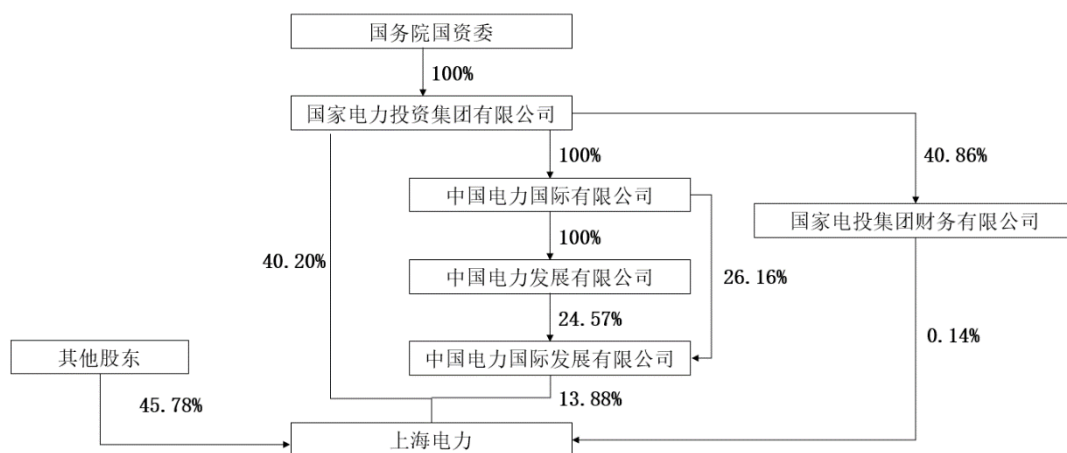 国务院国资委
100%
国家电力投资集团有限公司
100%
40.86%
中国电力国际有限公司
国家电投集团财务有限公司
100%
40.20%
26.16%
中国电力发展有限公司
24.57%
0.14%
其他股东
中国电力国际发展有限公司
13.88%
45.78%
上海电力